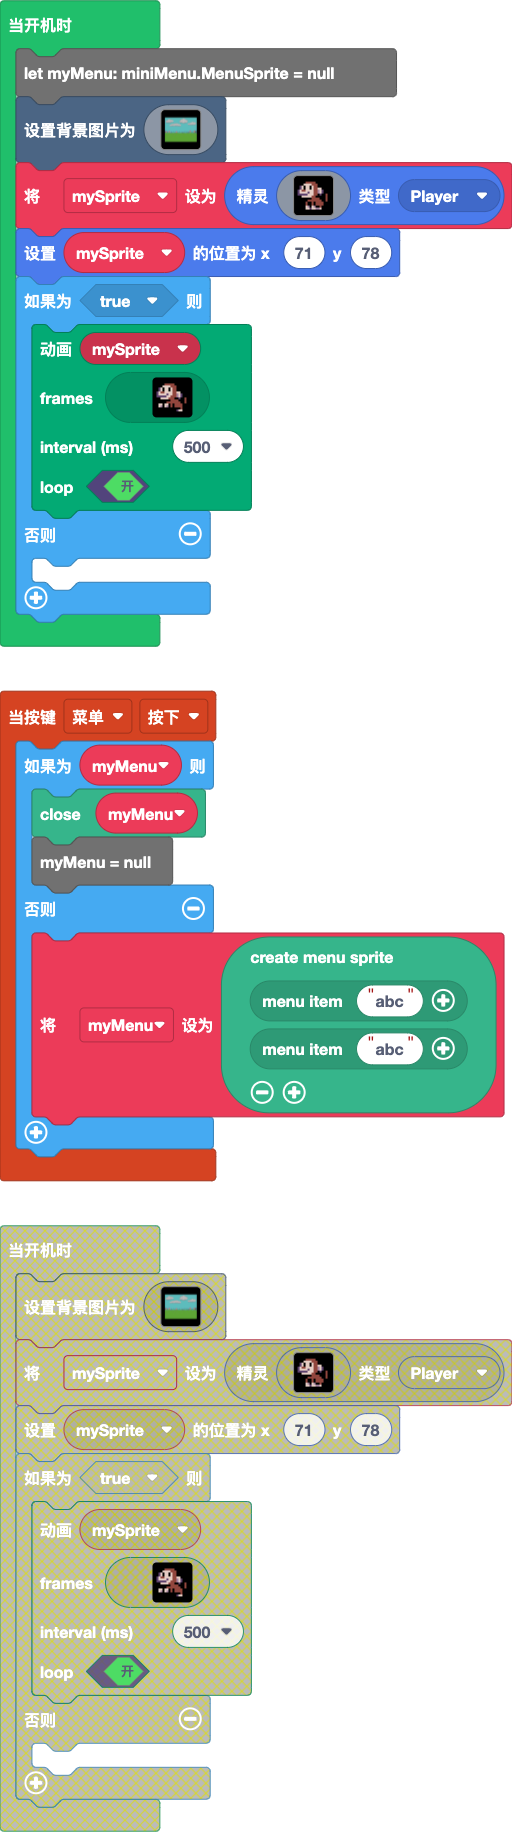 当开机时
let myMenu: miniMenu.MenuSprite = null
设置背景图片为
将 mySprite 设为 精灵 类型 Player
设置 mySprite 的位置为 x 71 y 78
如果为 true 则
动画 mySprite
frames
interval (ms) 500
loop 开
否则
当按键 菜单 按下
如果为 myMenu 则
close myMenu
myMenu = null
否则
create menu sprite
menu item "abc"
将 myMenu 设为
menu item "abc"
当开机时
设置背景图片为
将 mySprite 设为 精灵 类型 Player
设置 mySprite 的位置为 x 71 y 78
如果为 true 则
动画 mySprite
frames
interval (ms) 500
loop 开
否则